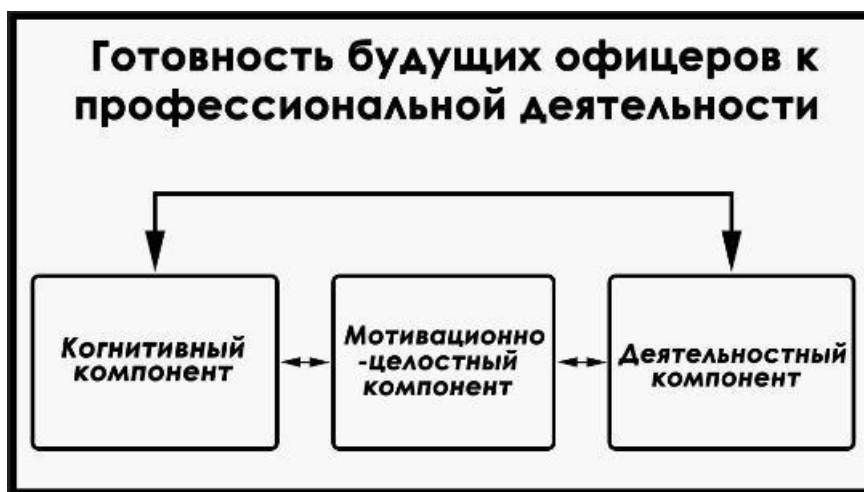 Готовность будущих офицеров к
профессиональной деятельности
Когнитивный
компонент
Мотивационно
-целостный
компонент
Деятельностный
компонент